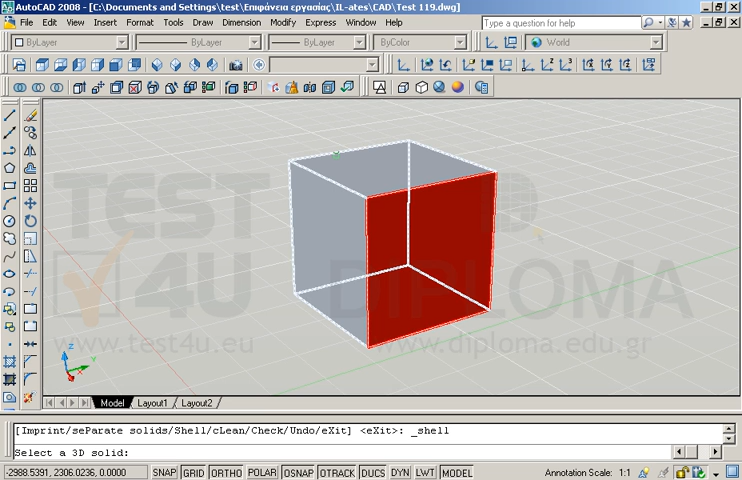 AutoCAD 2008 - [C:\Documents and Settings\test\Επιφάνεια εργασίας\IL-ates\CAD\Test 119.dwg]
File Edit View Insert Format Tools Draw Dimension Modify Express Window Help
Type a question for help
ByLayer ByLayer ByLayer ByColor World
TEST
4U
www.test4u.eu
D
DIPLOMA
www.diploma.edu.gr
Z
Y
X
Model Layout1 Layout2
[Imprint/seParate solids/Shell/cLean/Check/Undo/eXit] <eXit>: _shell
Select a 3D solid:
-2988.5391, 2306.0236, 0.0000 SNAP GRID ORTHO POLAR OSNAP OTRACK DUCS DYN LWT MODEL Annotation Scale: 1:1